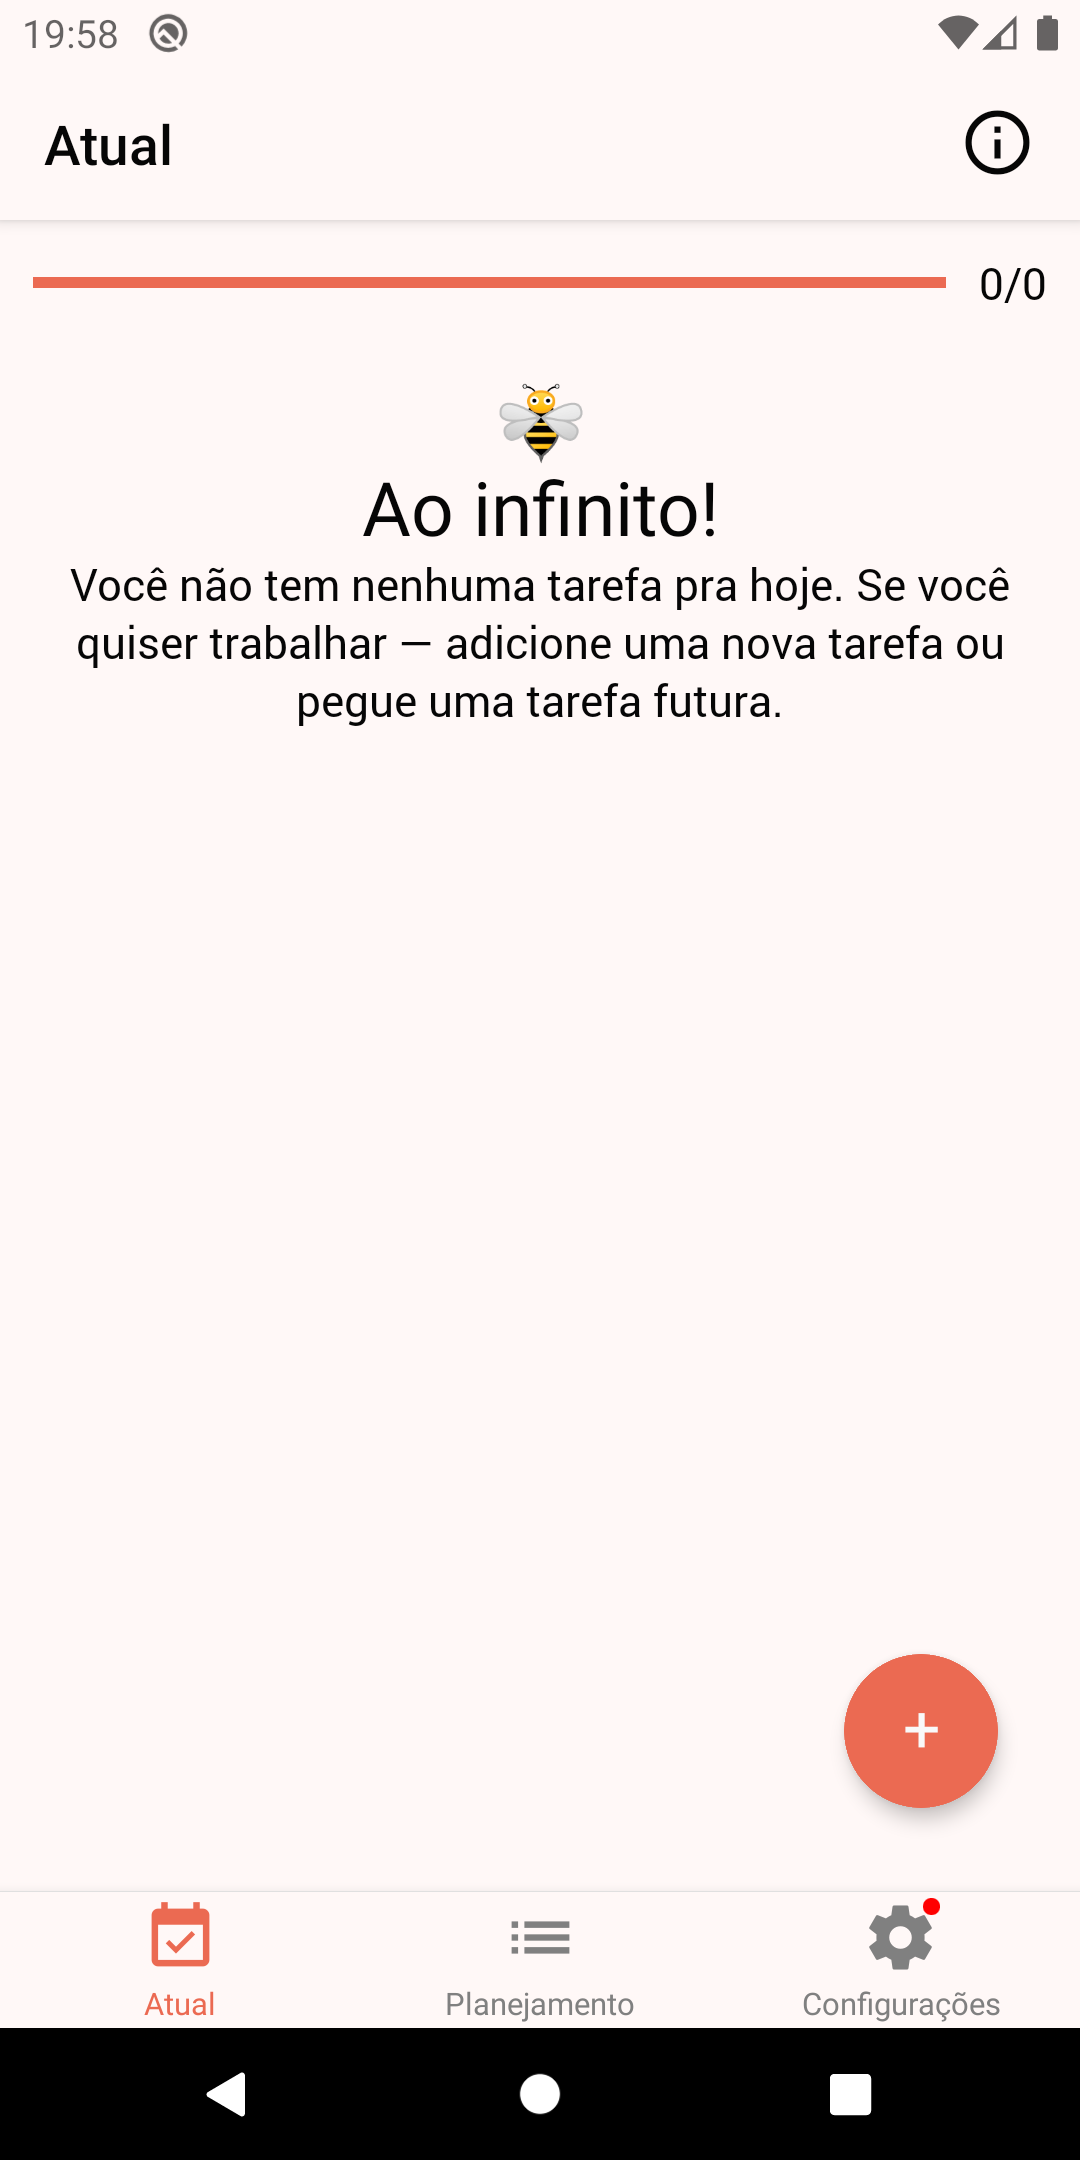 19:58
Atual
0/0
Ao infinito!
Você não tem nenhuma tarefa pra hoje. Se você
quiser trabalhar — adicione uma nova tarefa ou
pegue uma tarefa futura.
+
Atual
Planejamento
Configurações